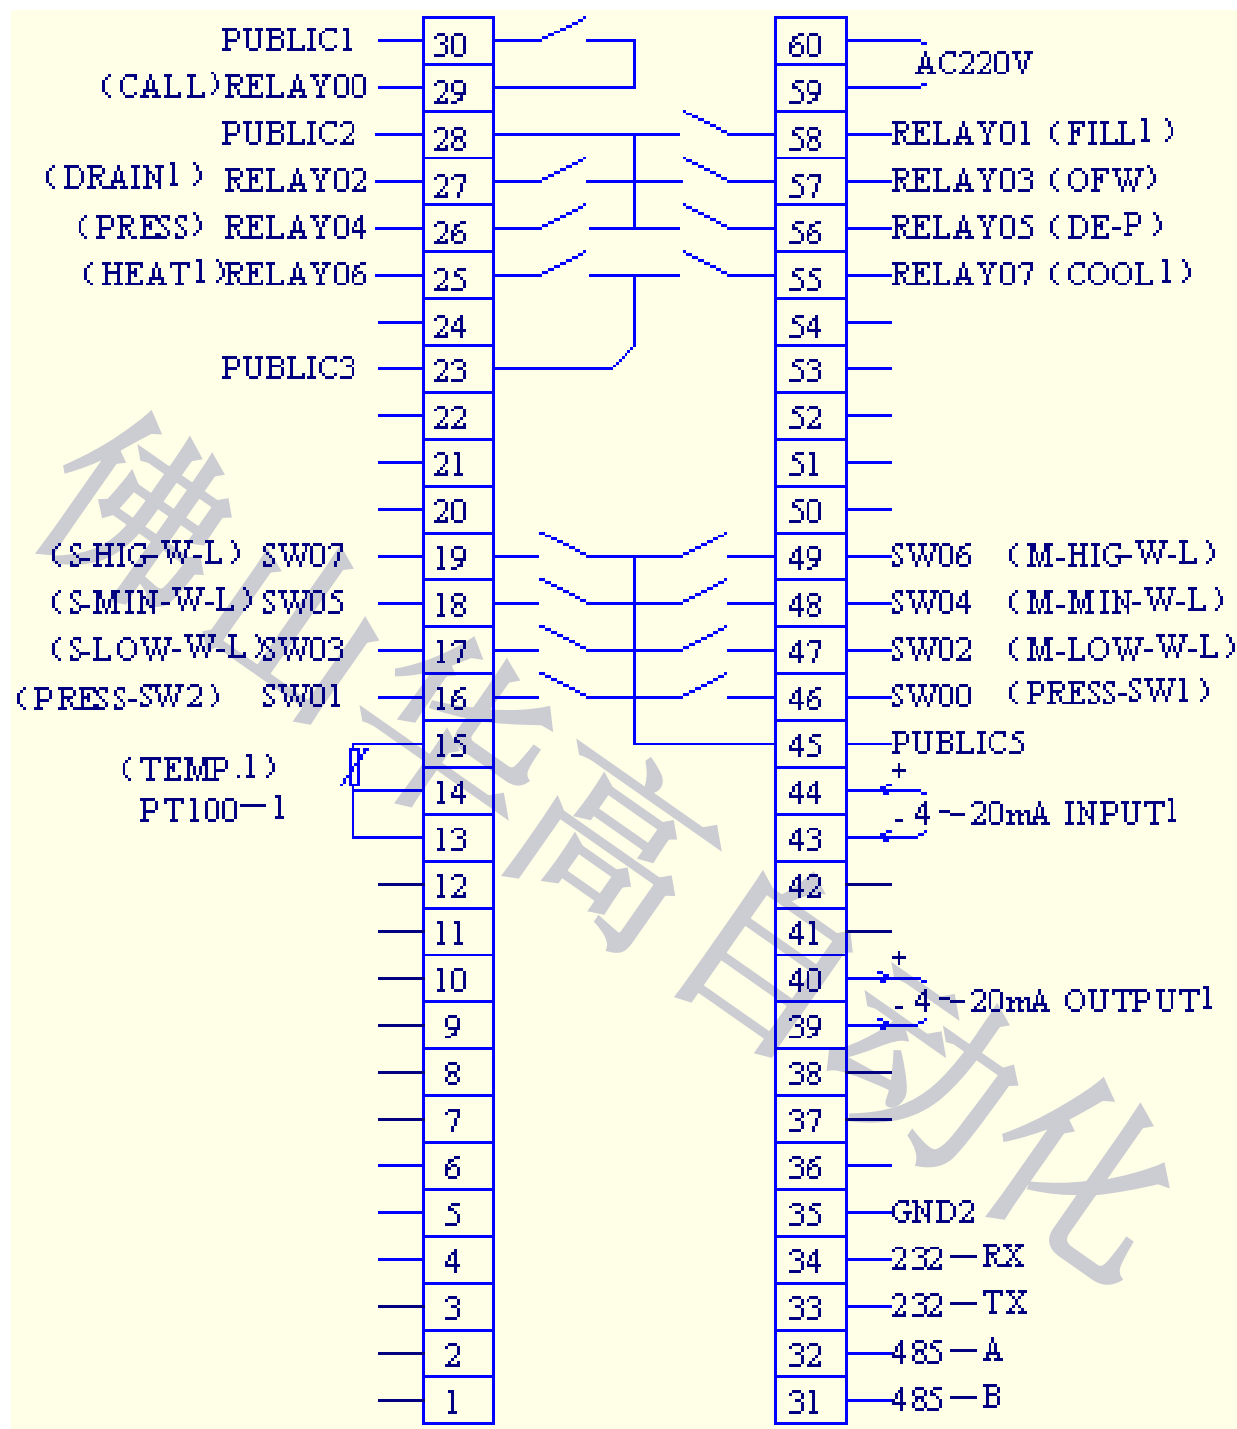 PUBLIC1 30 60
AC220V
(CALL)RELAY00 29 59
PUBLIC2 28 58 RELAY01 (FILL1)
(DRAIN1) RELAY02 27 57 RELAY03 (OFW)
(PRESS) RELAY04 26 56 RELAY05 (DE-P)
(HEAT1)RELAY06 25 55 RELAY07 (COOL1)
24 54
PUBLIC3 23 53
22 52
21 51
20 50
(S-HIG-W-L) SW07 19 49 SW06 (M-HIG-W-L)
(S-MIN-W-L) SW05 18 48 SW04 (M-MIN-W-L)
(S-LOW-W-L)SW03 17 47 SW02 (M-LOW-W-L)
(PRESS-SW2) SW01 16 46 SW00 (PRESS-SW1)
15 45 PUBLIC5
(TEMP.1)
+
14 44
PT100—1
- 4~20mA INPUT1
13 43
12 42
11 41
+
10 40
- 4~20mA OUTPUT1
9 39
8 38
7 37
6 36
5 35 GND2
4 34 232—RX
3 33 232—TX
2 32 485—A
1 31 485—B
佛山华高自动化